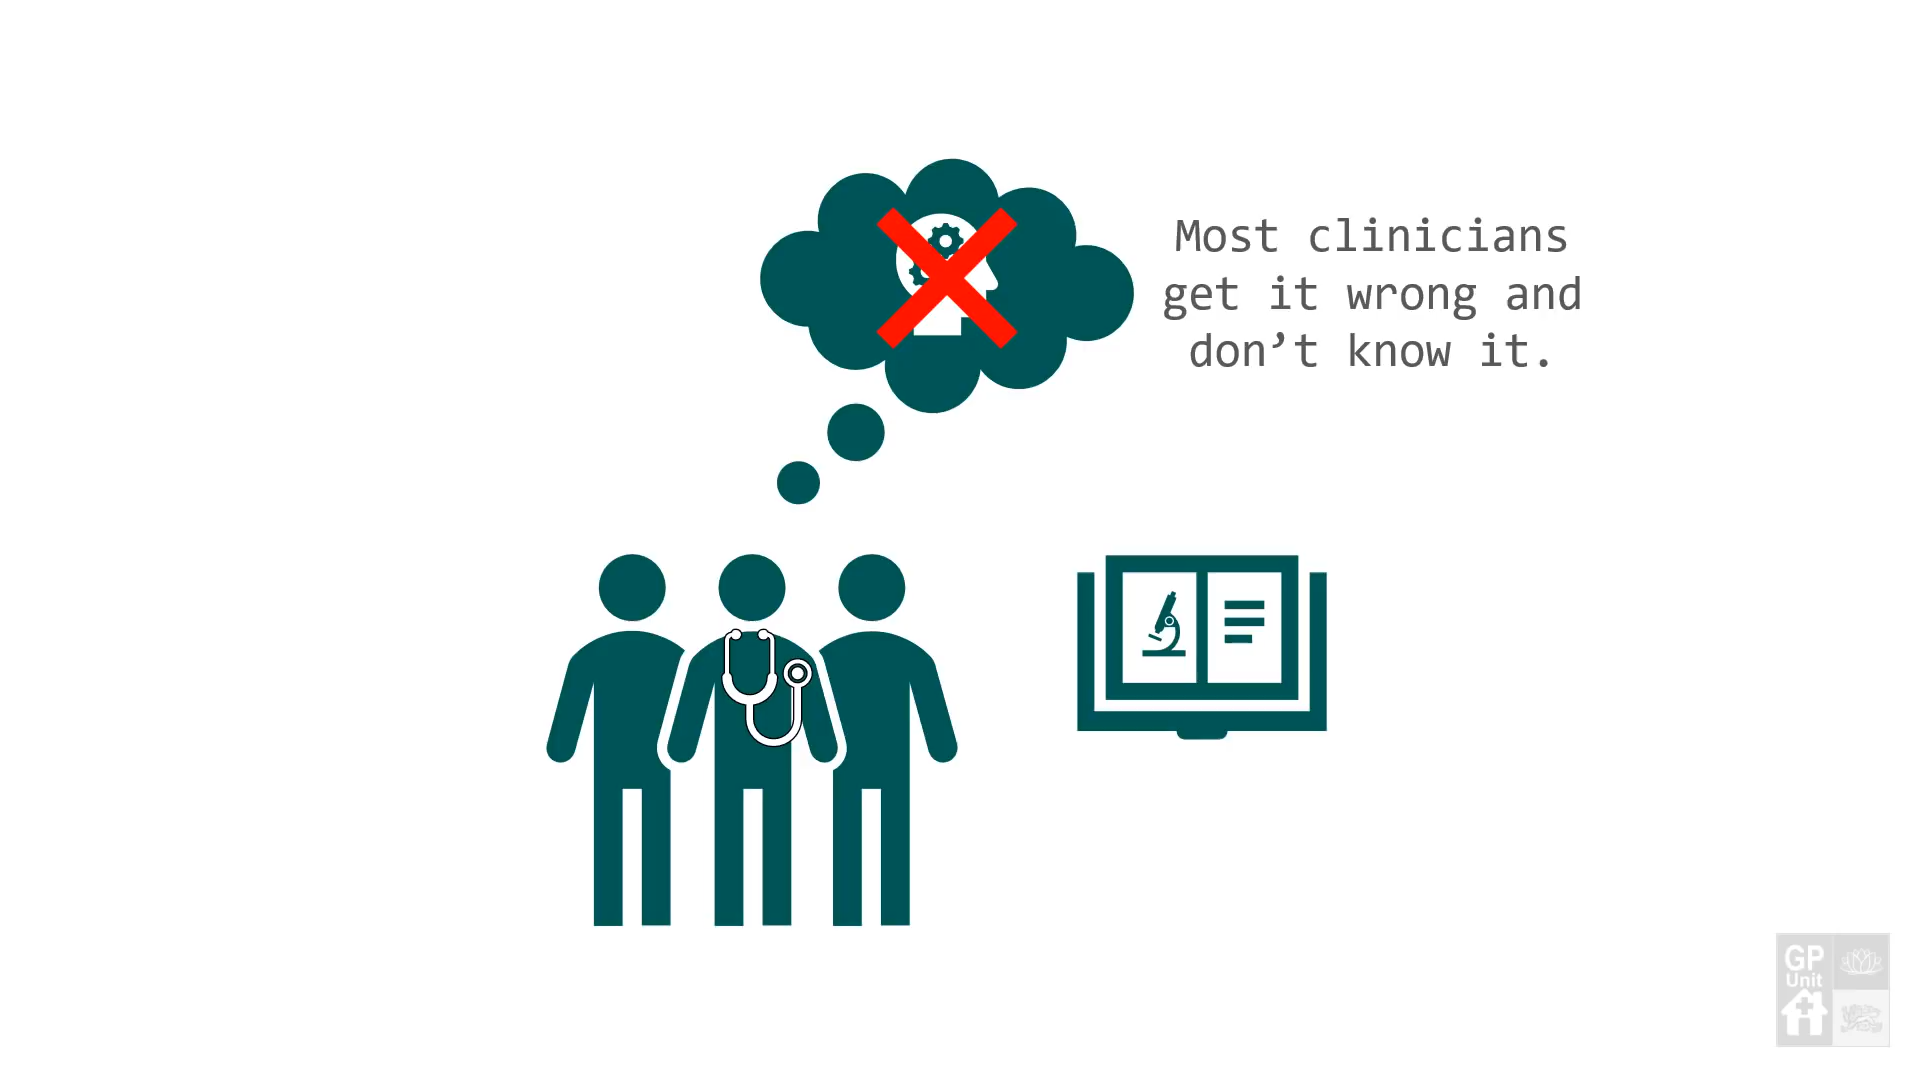 Most clinicians
get it wrong and
don’t know it.
GP
Unit